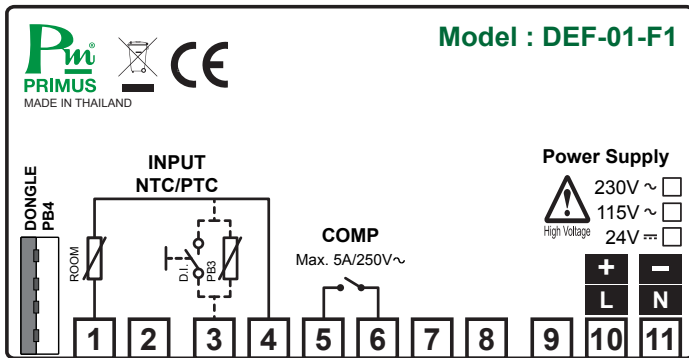 Pm®
PRIMUS
MADE IN THAILAND
CE
Model : DEF-01-F1
DONGLE
PB4
INPUT
NTC/PTC
ROOM
D.I.
PB3
COMP
Max. 5A/250V~
Power Supply
High Voltage
230V ~
115V ~
24V ⎓
+ −
L N
1 2 3 4 5 6 7 8 9 10 11